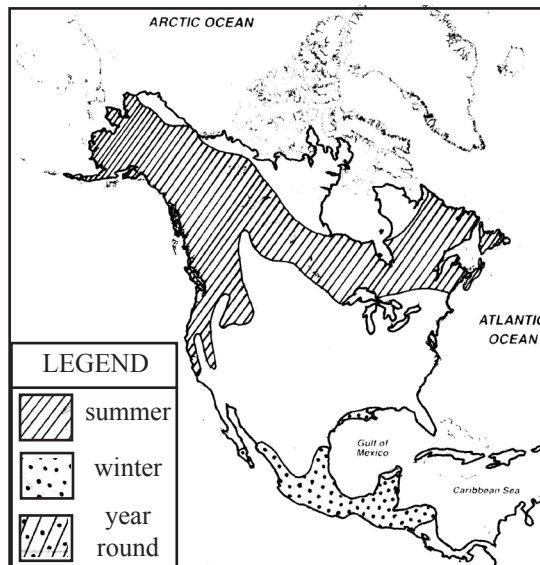 ARCTIC OCEAN
ATLANTIC
OCEAN
Gulf of
Mexico
Caribbean Sea
LEGEND
summer
winter
year
round